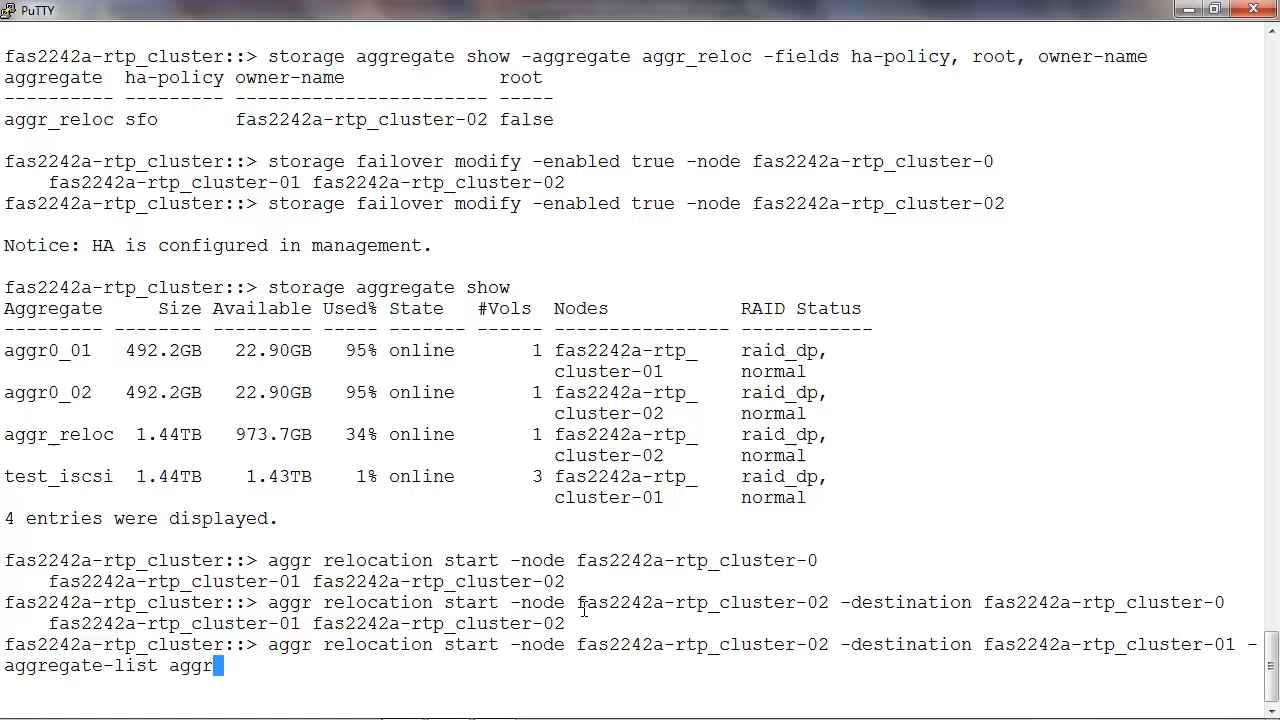 PuTTY
fas2242a-rtp_cluster::> storage aggregate show -aggregate aggr_reloc -fields ha-policy, root, owner-name
aggregate  ha-policy owner-name              root
---------- --------- ----------------------- -----
aggr_reloc sfo       fas2242a-rtp_cluster-02 false
fas2242a-rtp_cluster::> storage failover modify -enabled true -node fas2242a-rtp_cluster-0
    fas2242a-rtp_cluster-01 fas2242a-rtp_cluster-02
fas2242a-rtp_cluster::> storage failover modify -enabled true -node fas2242a-rtp_cluster-02
Notice: HA is configured in management.
fas2242a-rtp_cluster::> storage aggregate show
Aggregate     Size Available Used% State   #Vols  Nodes            RAID Status
--------- -------- --------- ----- ------- ------ ---------------- ------------
aggr0_01   492.2GB   22.90GB   95% online       1 fas2242a-rtp_    raid_dp,
                                                  cluster-01       normal
aggr0_02   492.2GB   22.90GB   95% online       1 fas2242a-rtp_    raid_dp,
                                                  cluster-02       normal
aggr_reloc  1.44TB   973.7GB   34% online       1 fas2242a-rtp_    raid_dp,
                                                  cluster-02       normal
test_iscsi  1.44TB    1.43TB    1% online       3 fas2242a-rtp_    raid_dp,
                                                  cluster-01       normal
4 entries were displayed.
fas2242a-rtp_cluster::> aggr relocation start -node fas2242a-rtp_cluster-0
    fas2242a-rtp_cluster-01 fas2242a-rtp_cluster-02
fas2242a-rtp_cluster::> aggr relocation start -node fas2242a-rtp_cluster-02 -destination fas2242a-rtp_cluster-0
    fas2242a-rtp_cluster-01 fas2242a-rtp_cluster-02
fas2242a-rtp_cluster::> aggr relocation start -node fas2242a-rtp_cluster-02 -destination fas2242a-rtp_cluster-01 -
aggregate-list aggr